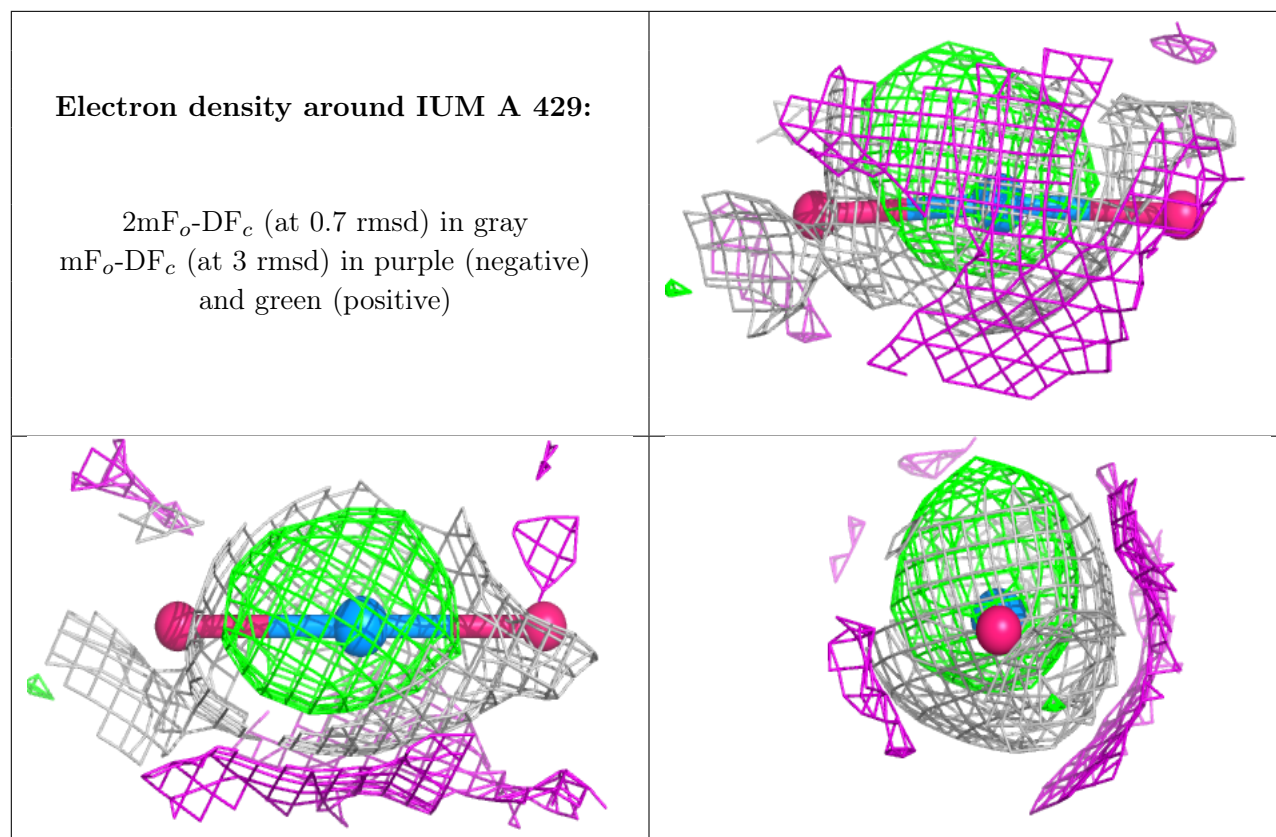 Electron density around IUM A 429:
2mFo-DFc (at 0.7 rmsd) in gray
mFo-DFc (at 3 rmsd) in purple (negative)
and green (positive)